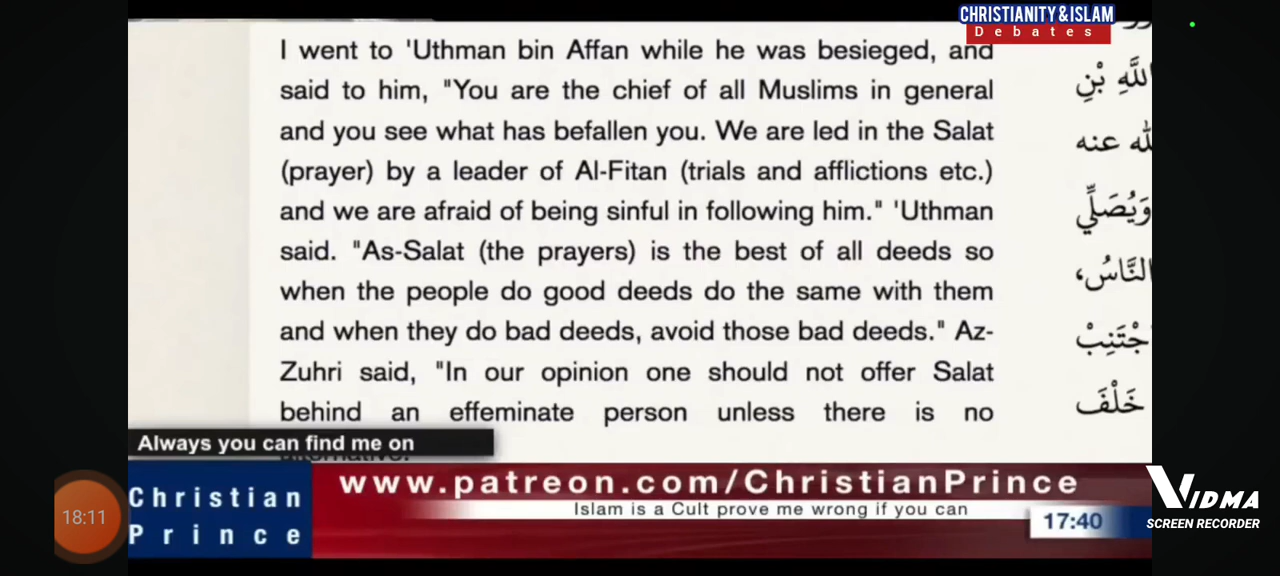 CHRISTIANITY & ISLAM
Debates
I went to 'Uthman bin Affan while he was besieged, and
said to him, "You are the chief of all Muslims in general
and you see what has befallen you. We are led in the Salat
(prayer) by a leader of Al-Fitan (trials and afflictions etc.)
and we are afraid of being sinful in following him." 'Uthman
said. "As-Salat (the prayers) is the best of all deeds so
when the people do good deeds do the same with them
and when they do bad deeds, avoid those bad deeds." Az-
Zuhri said, "In our opinion one should not offer Salat
behind an effeminate person unless there is no
alternative.
اللَّهِ بْنِ
الله عنه
وَيُصَلِّي
النَّاسُ،
اجْتَنِبْ
خَلْفَ
Always you can find me on
www.patreon.com/ChristianPrince
Islam is a Cult prove me wrong if you can
Christian
Prince
17:40
18:11
VIDMA
SCREEN RECORDER